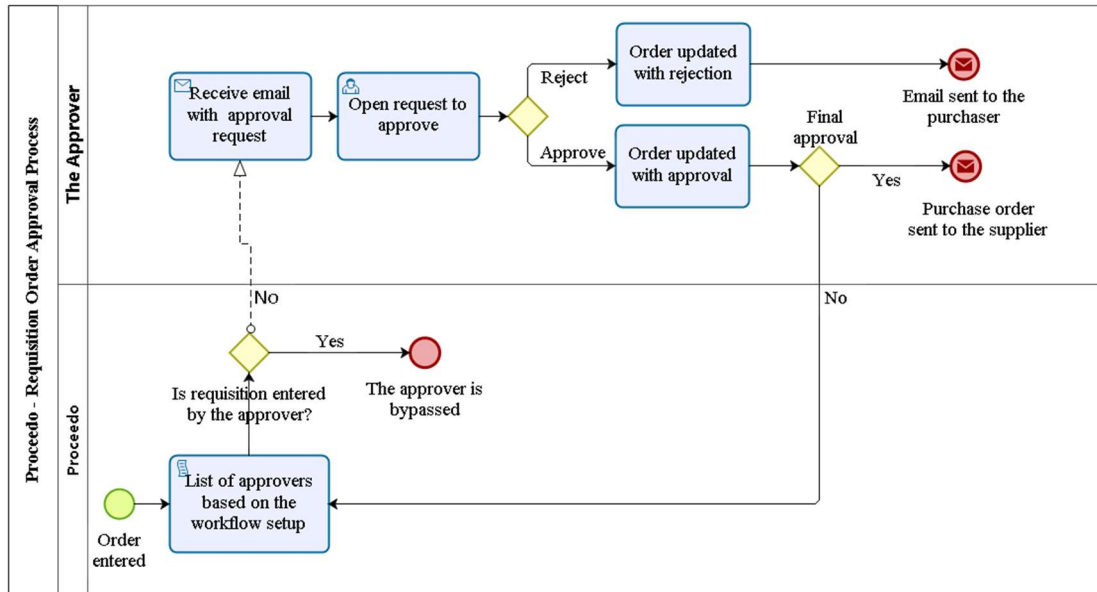 Proceedo - Requisition Order Approval Process
The Approver
Receive email
with approval
request
Open request to
approve
Reject
Approve
Order updated
with rejection
Order updated
with approval
Email sent to the
purchaser
Final
approval
Yes
Purchase order
sent to the supplier
No
Proceedo
No
Yes
Is requisition entered
by the approver?
The approver is
bypassed
List of approvers
based on the
workflow setup
Order
entered